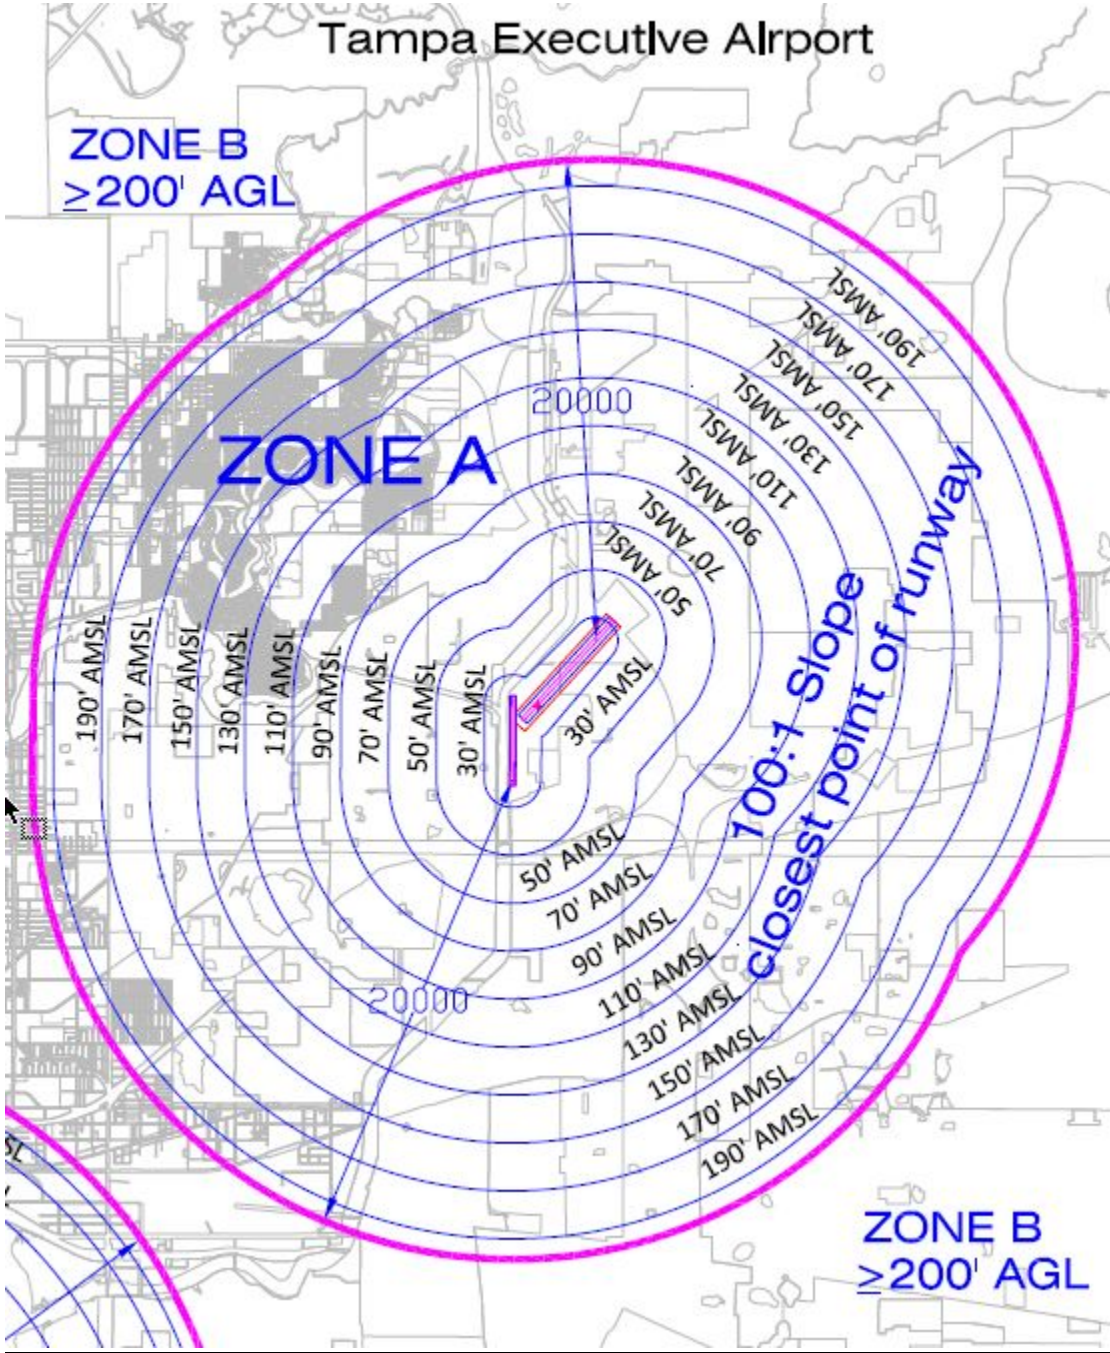 Tampa Executive Airport
ZONE B
≥200' AGL
190' AMSL
170' AMSL
150' AMSL
130' AMSL
110' AMSL
90' AMSL
70' AMSL
50' AMSL
30' AMSL
20000
ZONE A
100:1 Slope
closest point of runway
190' AMSL
170' AMSL
150' AMSL
130' AMSL
110' AMSL
90' AMSL
70' AMSL
50' AMSL
30' AMSL
50' AMSL
70' AMSL
90' AMSL
110' AMSL
130' AMSL
150' AMSL
170' AMSL
190' AMSL
20000
SL
ZONE B
≥200' AGL